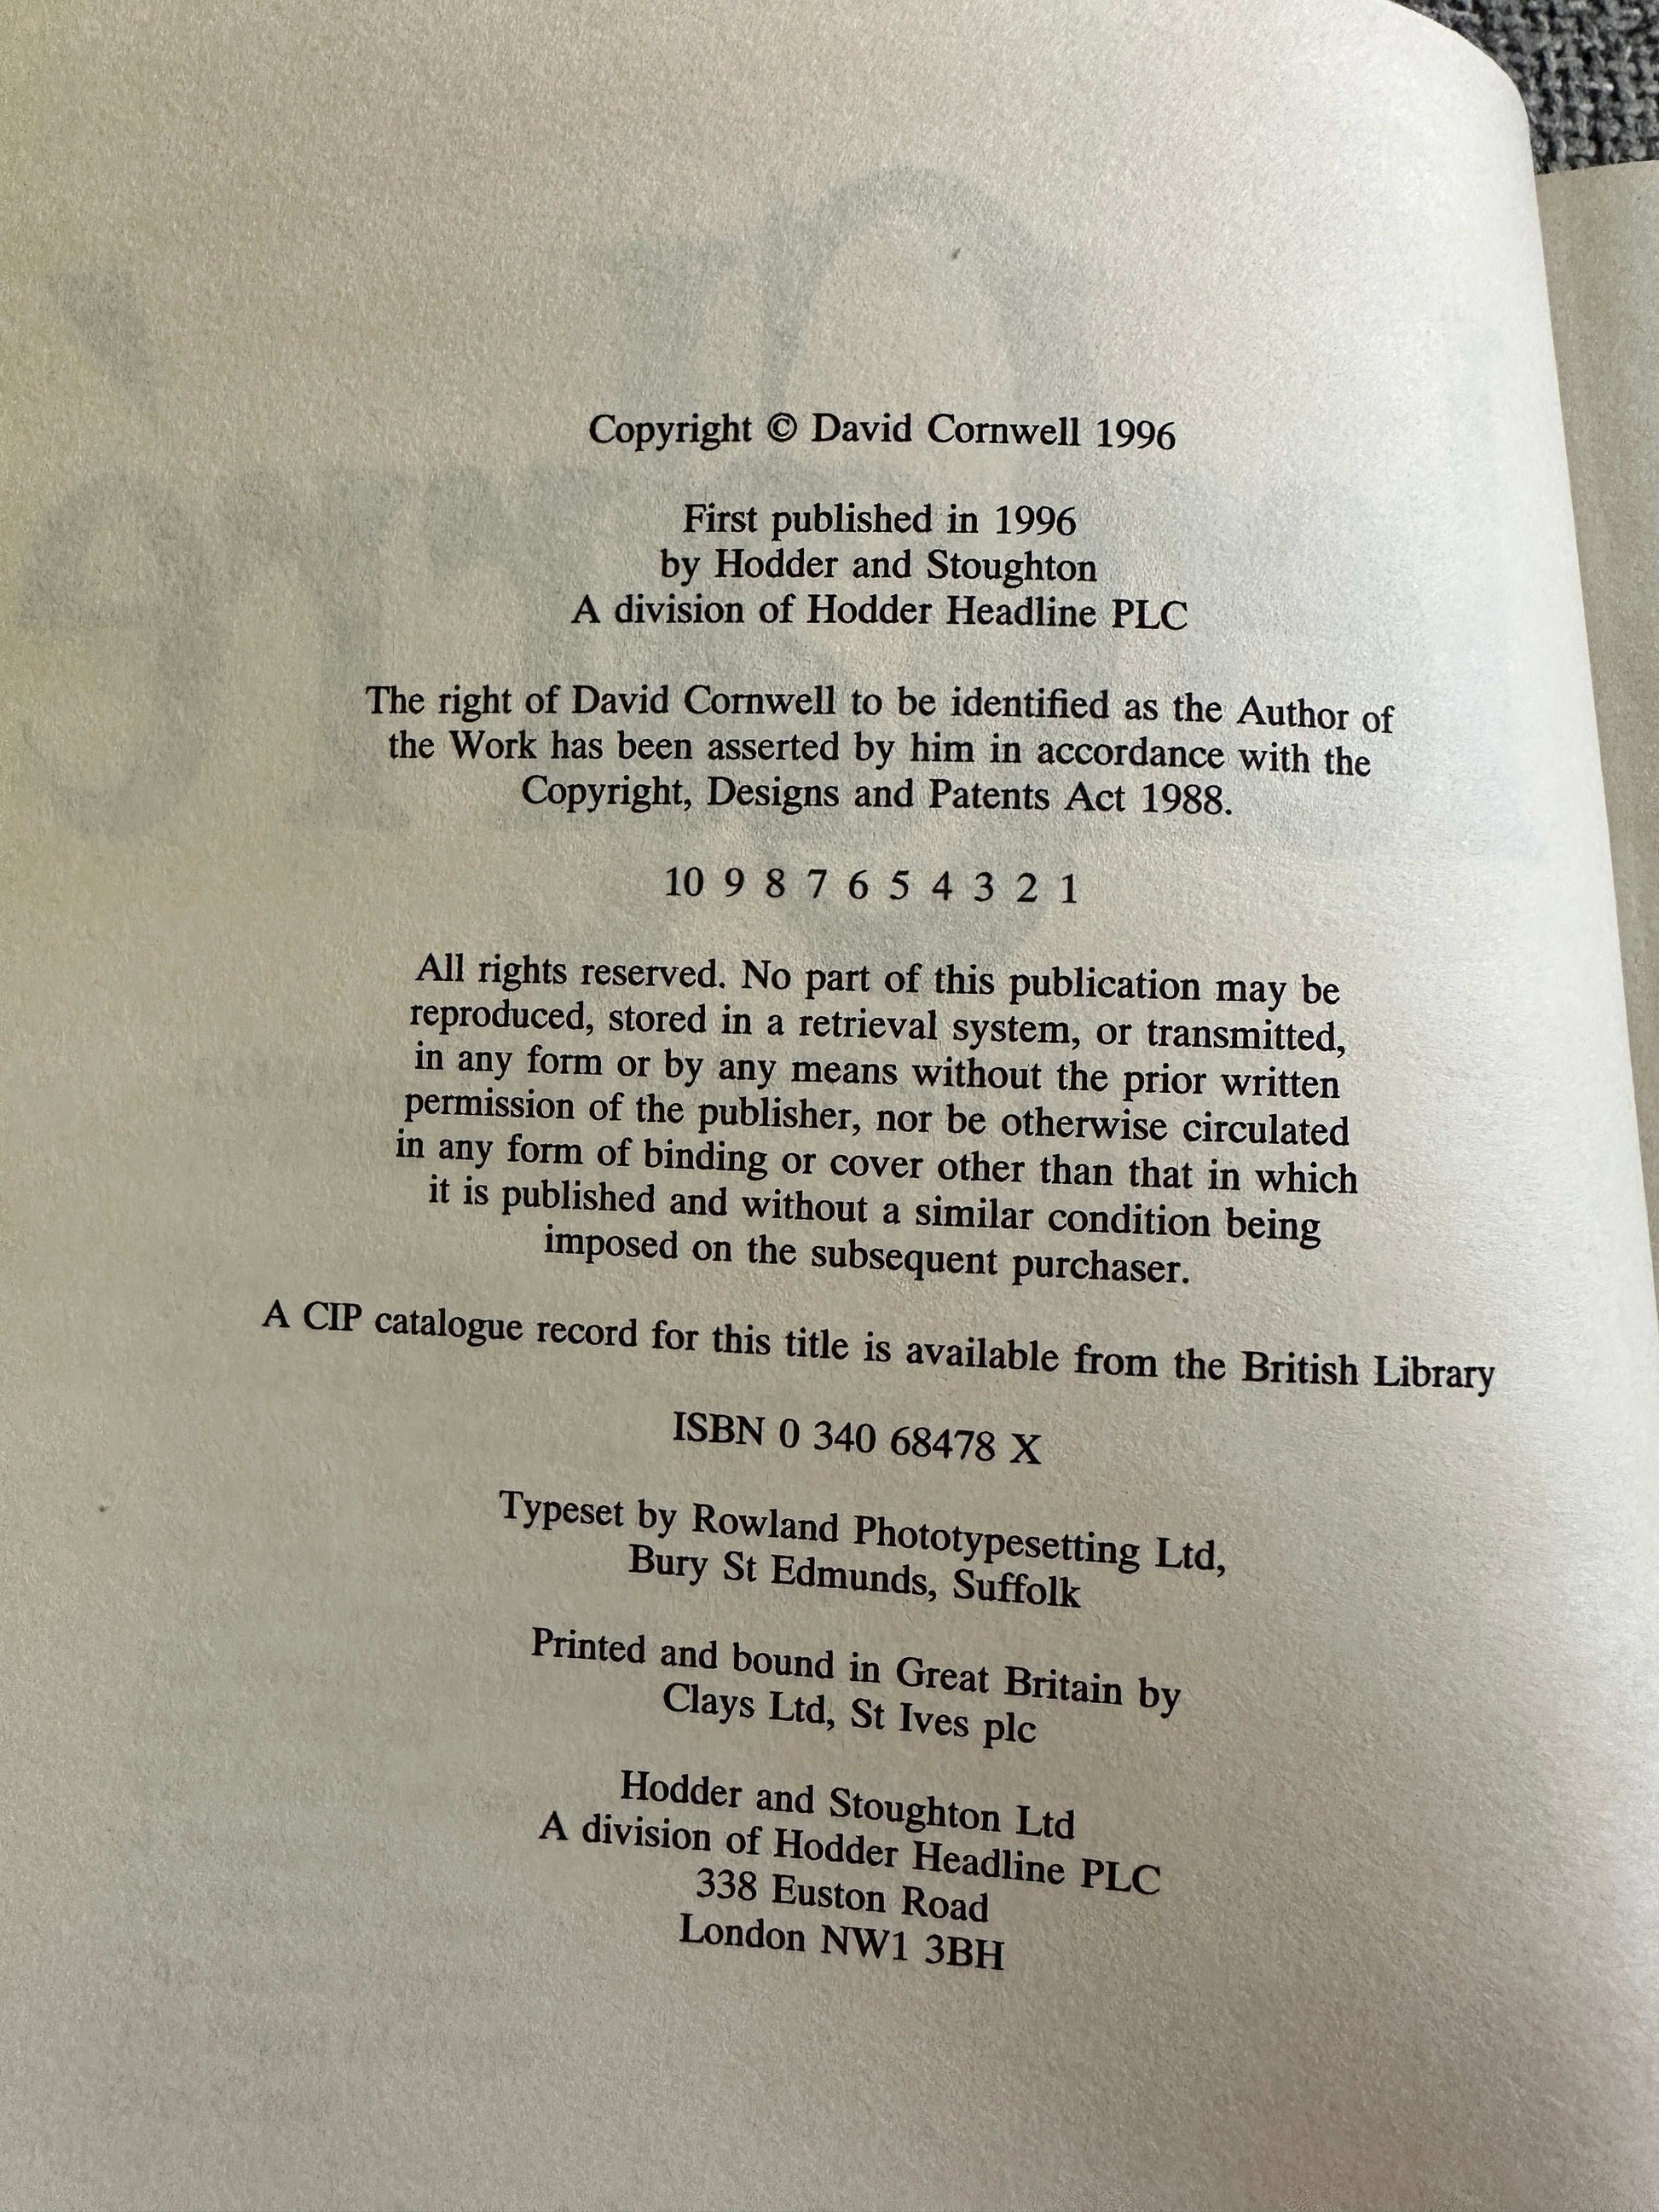 Copyright © David Cornwell 1996
First published in 1996
by Hodder and Stoughton
A division of Hodder Headline PLC
The right of David Cornwell to be identified as the Author of
the Work has been asserted by him in accordance with the
Copyright, Designs and Patents Act 1988.
10 9 8 7 6 5 4 3 2 1
All rights reserved. No part of this publication may be
reproduced, stored in a retrieval system, or transmitted,
in any form or by any means without the prior written
permission of the publisher, nor be otherwise circulated
in any form of binding or cover other than that in which
it is published and without a similar condition being
imposed on the subsequent purchaser.
A CIP catalogue record for this title is available from the British Library
ISBN 0 340 68478 X
Typeset by Rowland Phototypesetting Ltd,
Bury St Edmunds, Suffolk
Printed and bound in Great Britain by
Clays Ltd, St Ives plc
Hodder and Stoughton Ltd
A division of Hodder Headline PLC
338 Euston Road
London NW1 3BH